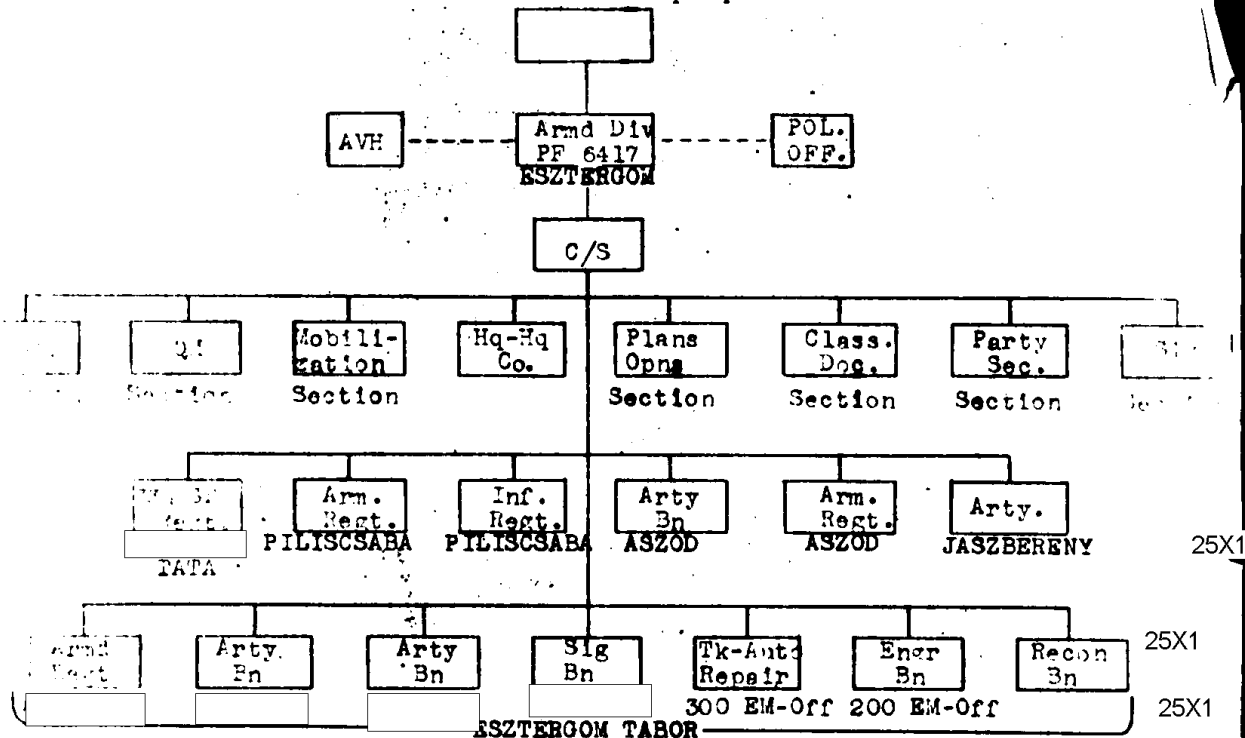 Armd Div
AVH
PF 6417
POL.
OFF.
ESZTERGOM
C/S
Mobili-
zation
Hq-Hq
Co.
Plans
Opns
Class.
Doc.
Party
Sec.
Section
Section
Section
Section
Section
Arm.
Regt.
Inf.
Regt.
Arty
Bn
Arm.
Regt.
Arty.
PILISCSABA
PILISCSABA
ASZOD
ASZOD
JASZBERENY
25X1
TATA
Armd
Regt
Arty.
Bn
Arty
Bn
Sig
Bn
Tk-Auto
Repair
Engr
Bn
Recon
Bn
25X1
300 EM-Off
200 EM-Off
25X1
ESZTERGOM TABOR